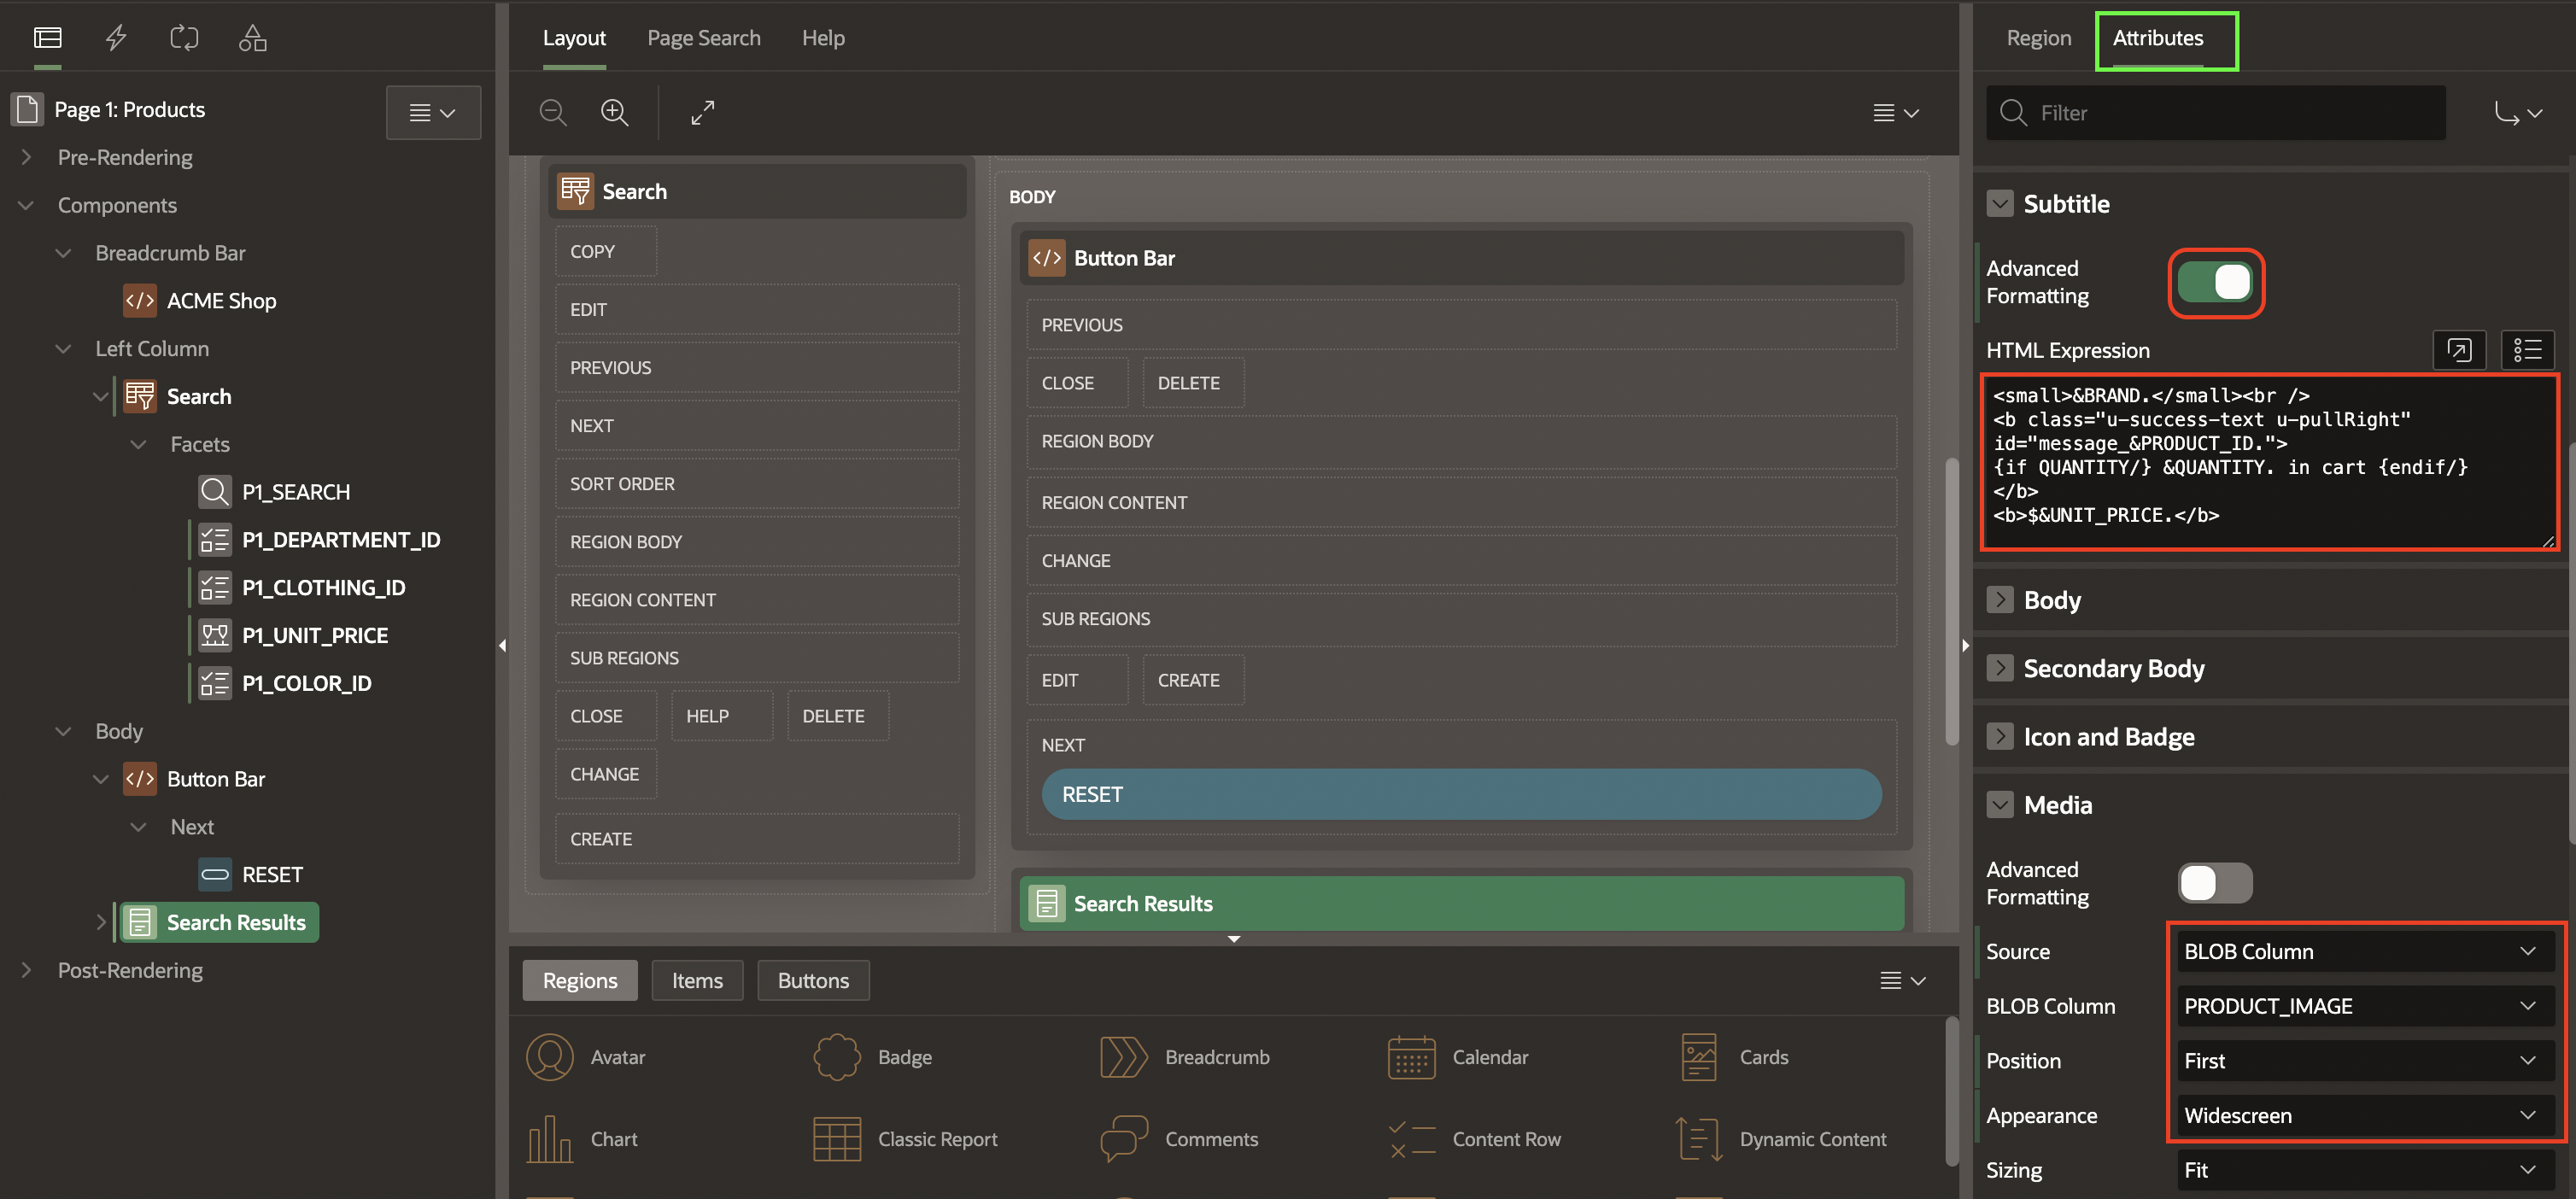 Page 1: Products
Pre-Rendering
Components
Breadcrumb Bar
ACME Shop
Left Column
Search
Facets
P1_SEARCH
P1_DEPARTMENT_ID
P1_CLOTHING_ID
P1_UNIT_PRICE
P1_COLOR_ID
Body
Button Bar
Next
RESET
Search Results
Post-Rendering
Layout Page Search Help
Search
COPY
EDIT
PREVIOUS
NEXT
SORT ORDER
REGION BODY
REGION CONTENT
SUB REGIONS
CLOSE HELP DELETE
CHANGE
CREATE
BODY
Button Bar
PREVIOUS
CLOSE DELETE
REGION BODY
REGION CONTENT
CHANGE
SUB REGIONS
EDIT CREATE
NEXT
RESET
Search Results
Regions Items Buttons
Avatar Badge Breadcrumb Calendar Cards
Chart Classic Report Comments Content Row Dynamic Content
Region Attributes
Filter
Subtitle
Advanced
Formatting
HTML Expression
<small>&BRAND.</small><br />
<b class="u-success-text u-pullRight"
id="message_&PRODUCT_ID.">
{if QUANTITY/} &QUANTITY. in cart {endif/}
</b>
<b>$&UNIT_PRICE.</b>
Body
Secondary Body
Icon and Badge
Media
Advanced
Formatting
Source BLOB Column
BLOB Column PRODUCT_IMAGE
Position First
Appearance Widescreen
Sizing Fit